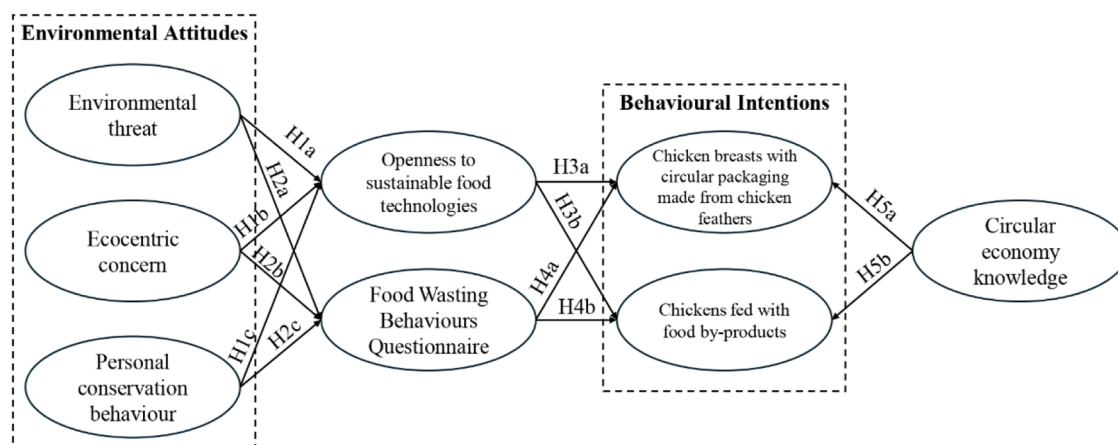 Environmental Attitudes
Environmental
threat
Ecocentric
concern
Personal
conservation
behaviour
H1a
H2a
H1b
H2b
H1c
H2c
Openness to
sustainable food
technologies
Food Wasting
Behaviours
Questionnaire
H3a
H3b
H4a
H4b
Behavioural Intentions
Chicken breasts with
circular packaging
made from chicken
feathers
Chickens fed with
food by-products
H5a
H5b
Circular
economy
knowledge